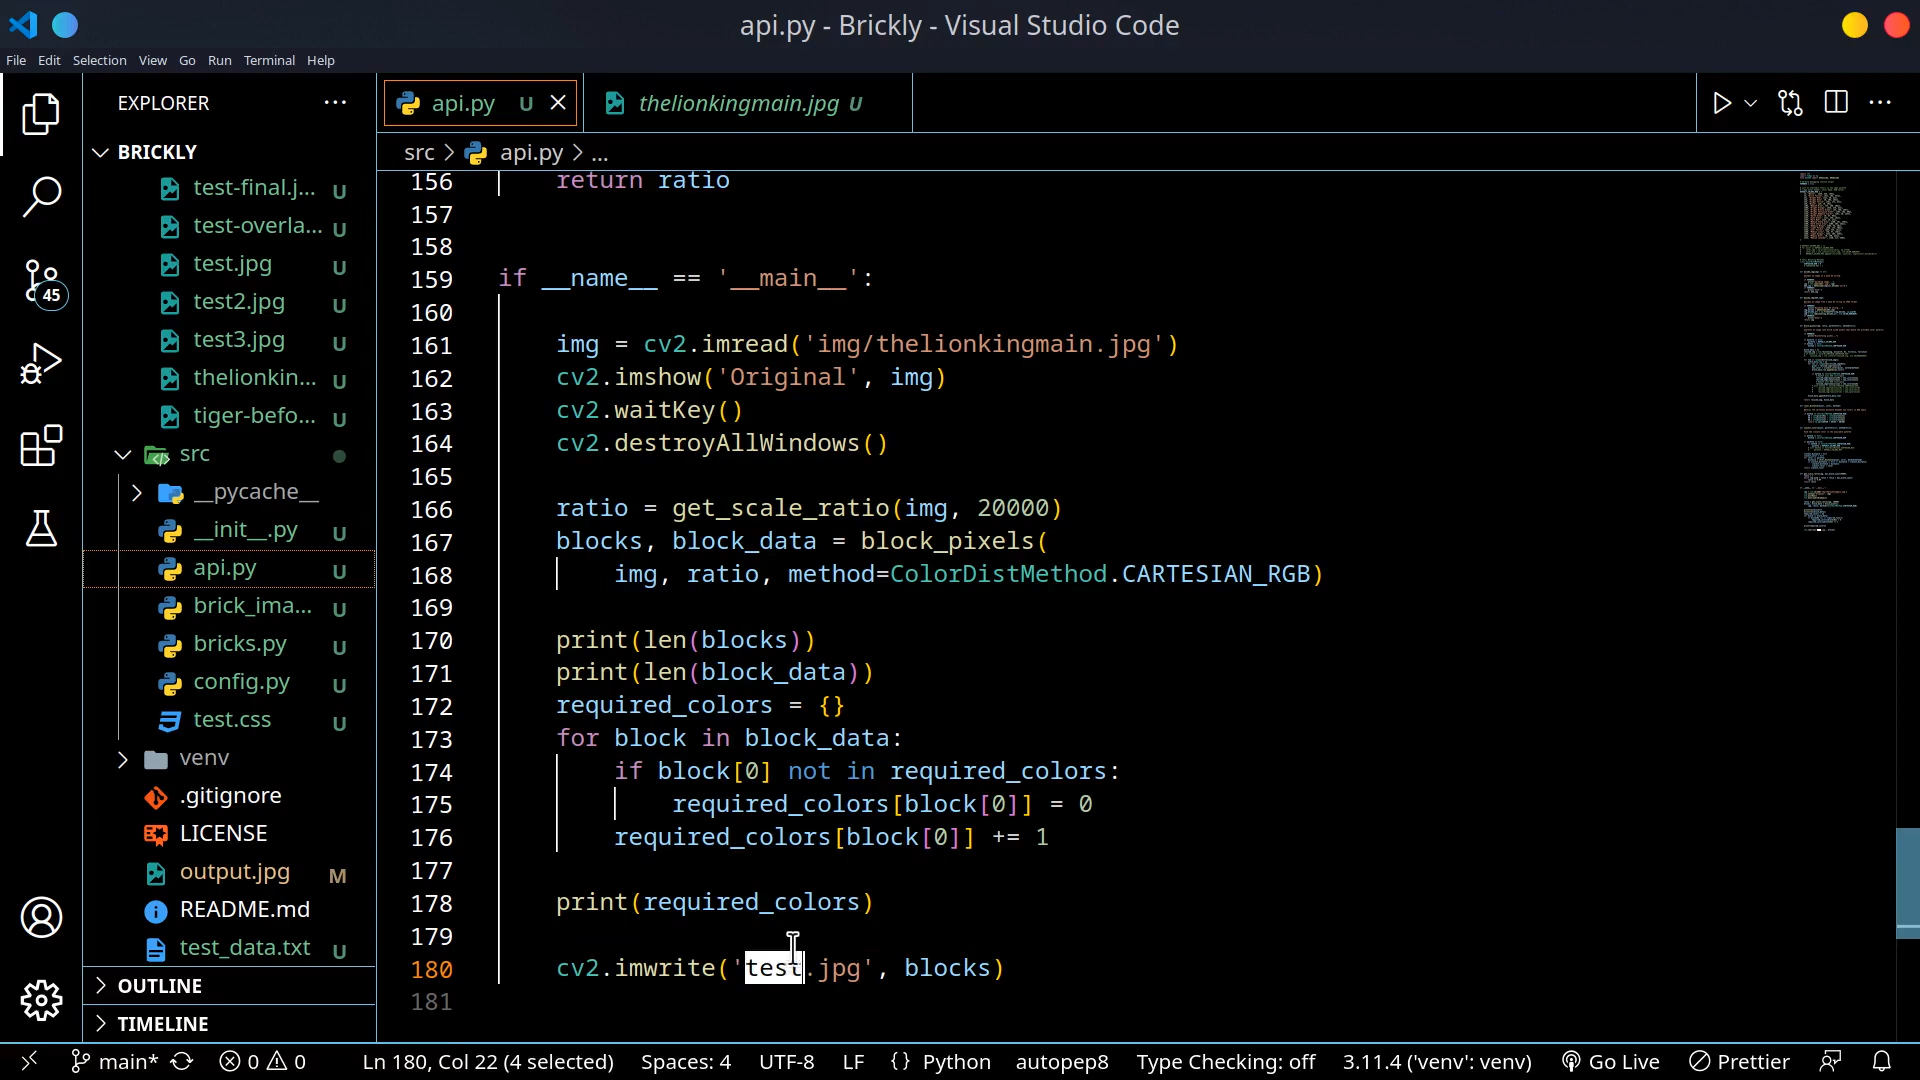 api.py - Brickly - Visual Studio Code
File Edit Selection View Go Run Terminal Help
EXPLORER
api.py U
thelionkingmain.jpg U
BRICKLY
src > api.py > ...
test-final.j... U
test-overla... U
test.jpg U
test2.jpg U
test3.jpg U
thelionkin... U
tiger-befo... U
src
__pycache__
__init__.py U
api.py U
brick_ima... U
bricks.py U
config.py U
test.css U
venv
.gitignore
LICENSE
output.jpg M
README.md
test_data.txt U
OUTLINE
TIMELINE
45
156 return ratio
157
158
159 if __name__ == '__main__':
160
161 img = cv2.imread('img/thelionkingmain.jpg')
162 cv2.imshow('Original', img)
163 cv2.waitKey()
164 cv2.destroyAllWindows()
165
166 ratio = get_scale_ratio(img, 20000)
167 blocks, block_data = block_pixels(
168 img, ratio, method=ColorDistMethod.CARTESIAN_RGB)
169
170 print(len(blocks))
171 print(len(block_data))
172 required_colors = {}
173 for block in block_data:
174 if block[0] not in required_colors:
175 required_colors[block[0]] = 0
176 required_colors[block[0]] += 1
177
178 print(required_colors)
179
180 cv2.imwrite('test.jpg', blocks)
181
main* 0 0 Ln 180, Col 22 (4 selected) Spaces: 4 UTF-8 LF {} Python autopep8 Type Checking: off 3.11.4 ('venv': venv) Go Live Prettier